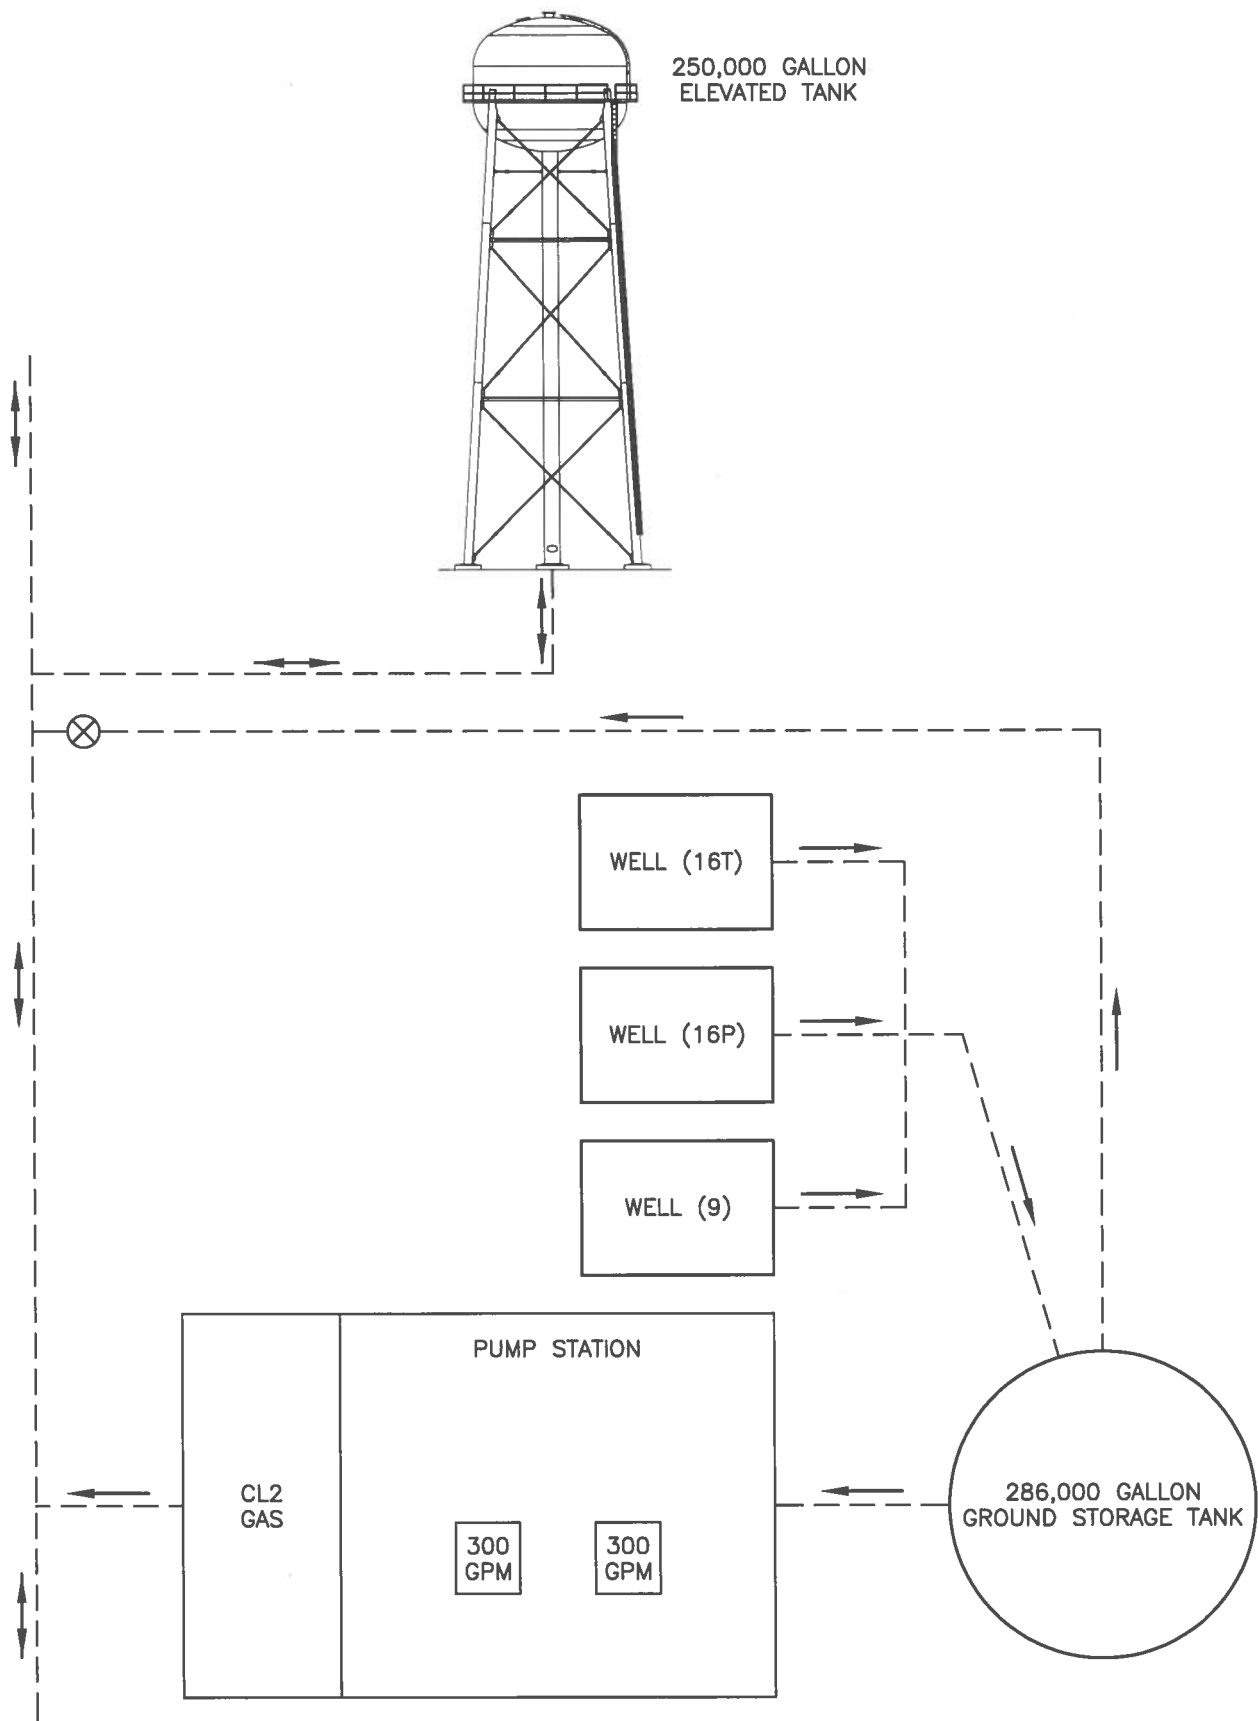 250,000 GALLON
ELEVATED TANK
WELL (16T)
WELL (16P)
WELL (9)
PUMP STATION
CL2
GAS
300
GPM
300
GPM
286,000 GALLON
GROUND STORAGE TANK